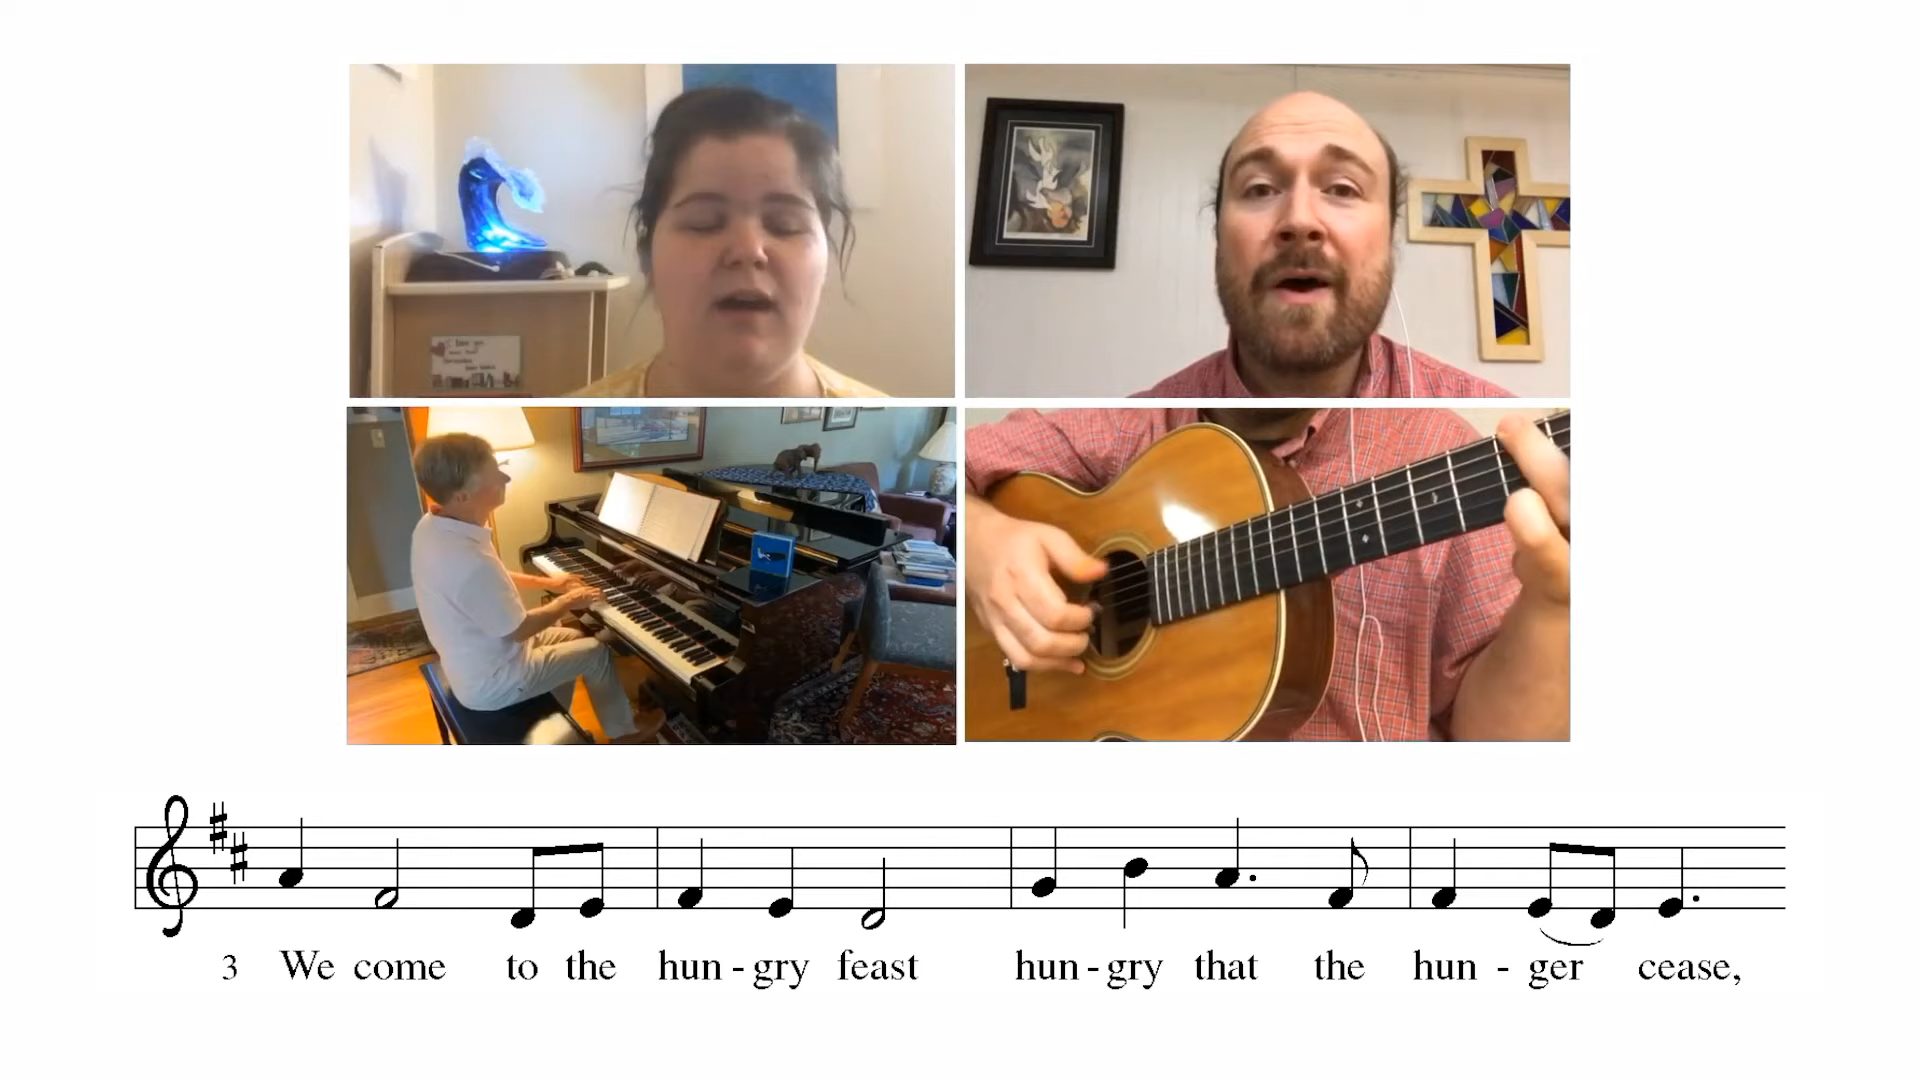 3 We come to the hun - gry feast hun - gry that the hun - ger cease,